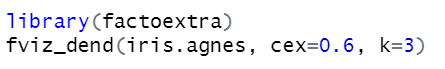 library(factoextra)
fviz_dend(iris.agnes, cex=0.6, k=3)